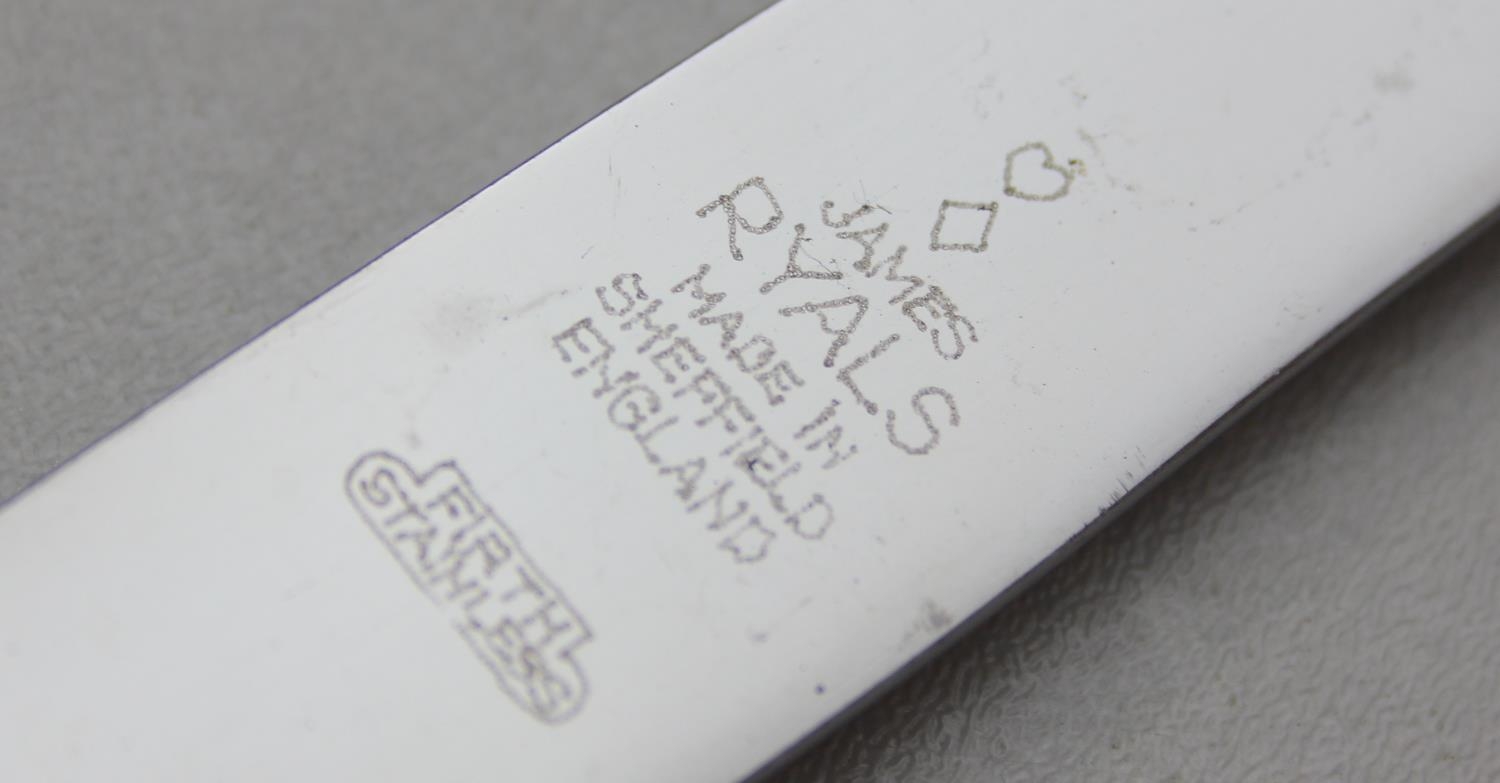 JAMES
RYALS
MADE IN
SHEFFIELD
ENGLAND
FIRTH
STAINLESS